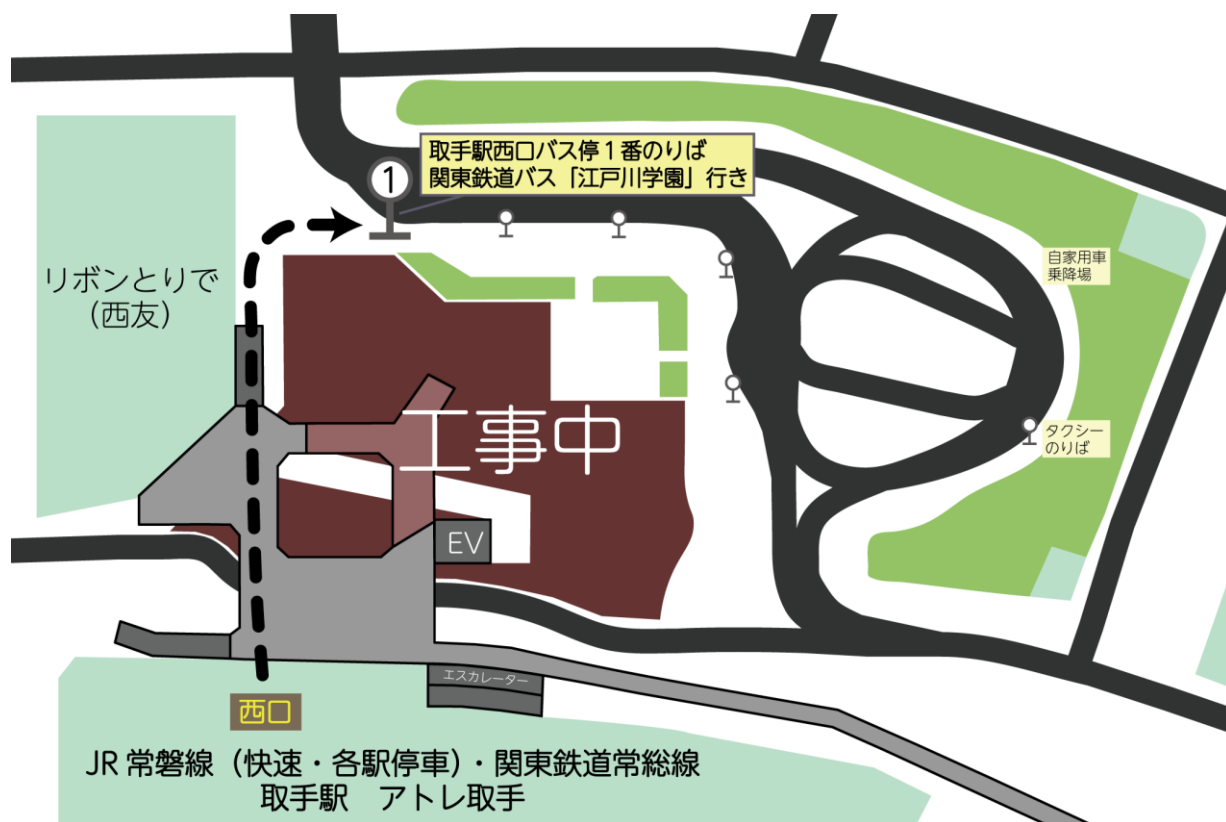 取手駅西口バス停1番のりば
関東鉄道バス「江戸川学園」行き
1
リボンとりで
（西友）
自家用車
乗降場
工事中
タクシー
のりば
EV
エスカレーター
西口
JR 常磐線（快速・各駅停車）・関東鉄道常総線
取手駅　アトレ取手